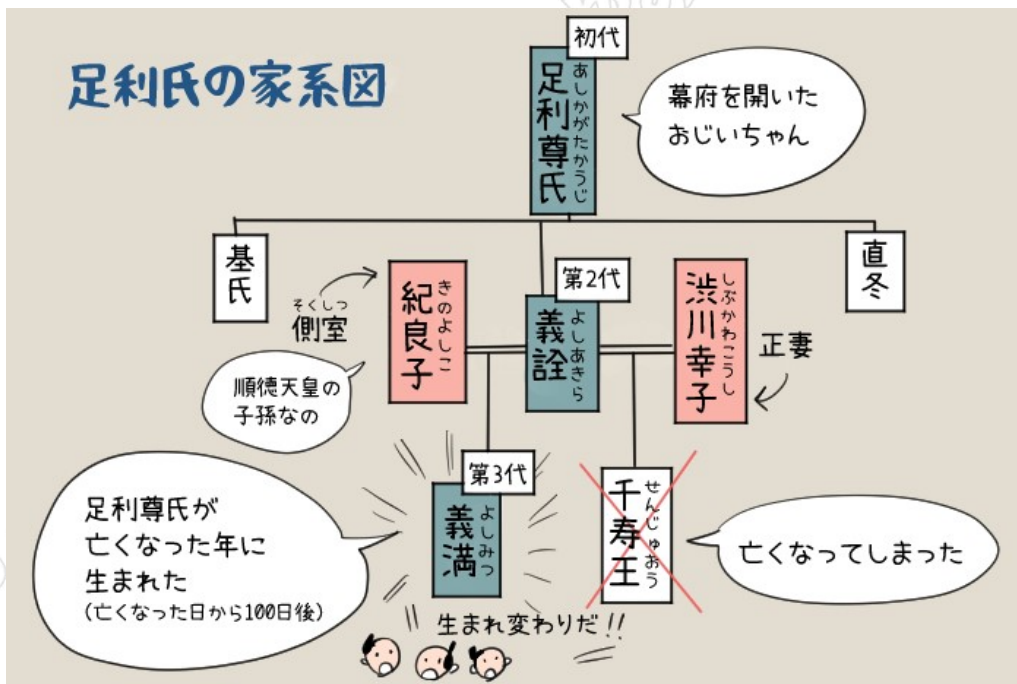 足利氏の家系図
初代
足利尊氏
あしかがたかうじ
幕府を開いた
おじいちゃん
基氏
直冬
側室
そくしつ
紀良子
きのよしこ
第2代
義詮
よしあきら
渋川幸子
しぶかわこうし
正妻
順徳天皇の
子孫なの
第3代
義満
よしみつ
千寿王
せんじゅおう
足利尊氏が
亡くなった年に
生まれた
(亡くなった日から100日後)
亡くなってしまった
生まれ変わりだ!!